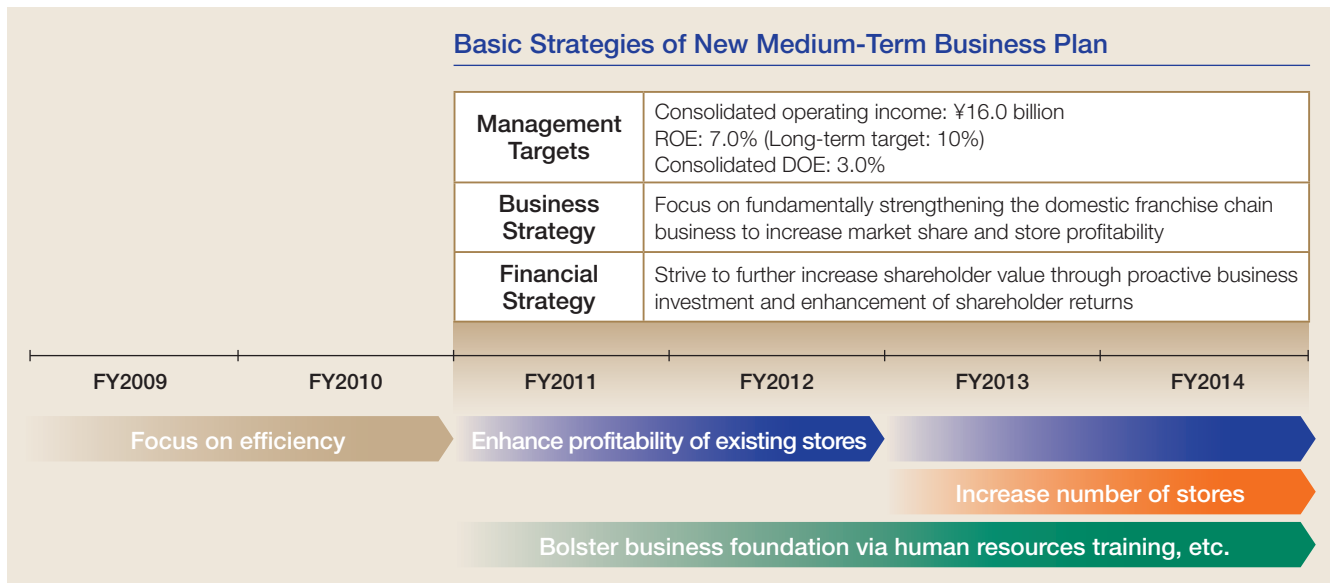 Basic Strategies of New Medium-Term Business Plan
Management
Targets
Consolidated operating income: ¥16.0 billion
ROE: 7.0% (Long-term target: 10%)
Consolidated DOE: 3.0%
Business
Strategy
Focus on fundamentally strengthening the domestic franchise chain
business to increase market share and store profitability
Financial
Strategy
Strive to further increase shareholder value through proactive business
investment and enhancement of shareholder returns
FY2009
FY2010
FY2011
FY2012
FY2013
FY2014
Focus on efficiency
Enhance profitability of existing stores
Increase number of stores
Bolster business foundation via human resources training, etc.